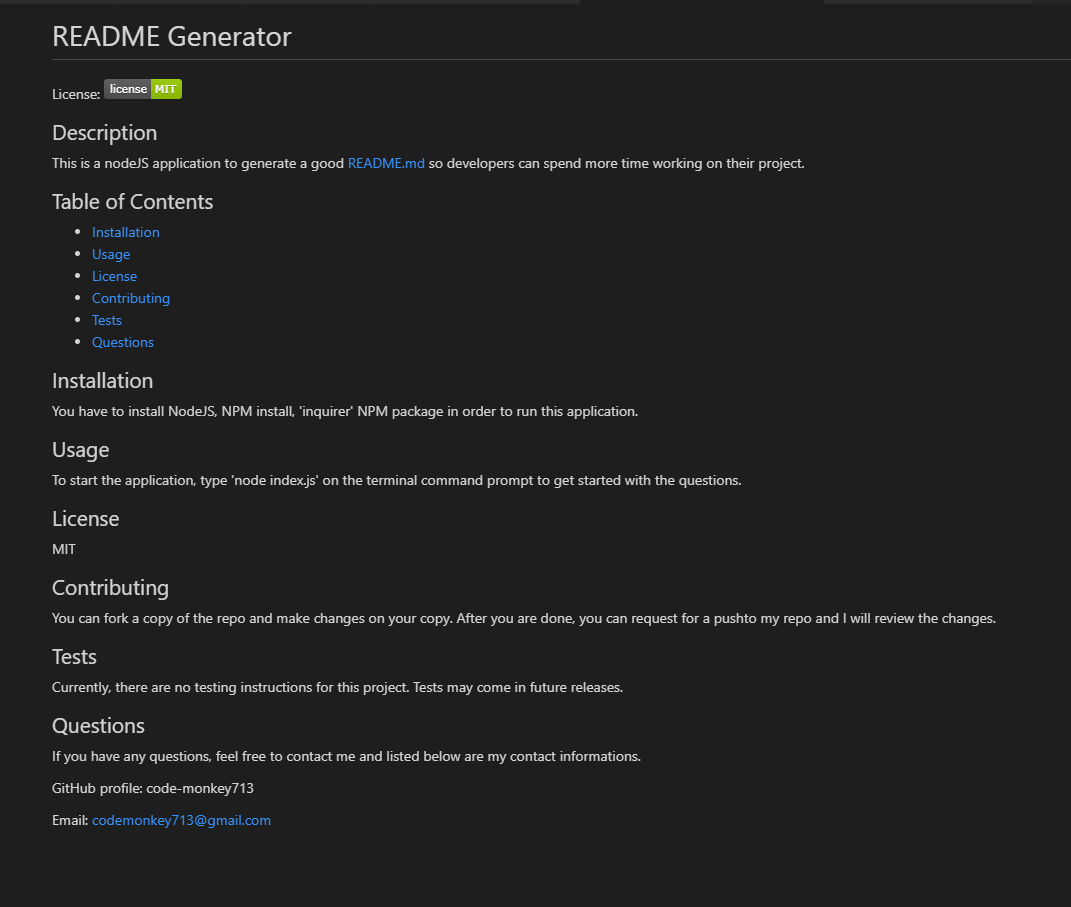 README Generator
License: license MIT
Description
This is a nodeJS application to generate a good README.md so developers can spend more time working on their project.
Table of Contents
Installation
Usage
License
Contributing
Tests
Questions
Installation
You have to install NodeJS, NPM install, 'inquirer' NPM package in order to run this application.
Usage
To start the application, type 'node index.js' on the terminal command prompt to get started with the questions.
License
MIT
Contributing
You can fork a copy of the repo and make changes on your copy. After you are done, you can request for a pushto my repo and I will review the changes.
Tests
Currently, there are no testing instructions for this project. Tests may come in future releases.
Questions
If you have any questions, feel free to contact me and listed below are my contact informations.
GitHub profile: code-monkey713
Email: codemonkey713@gmail.com